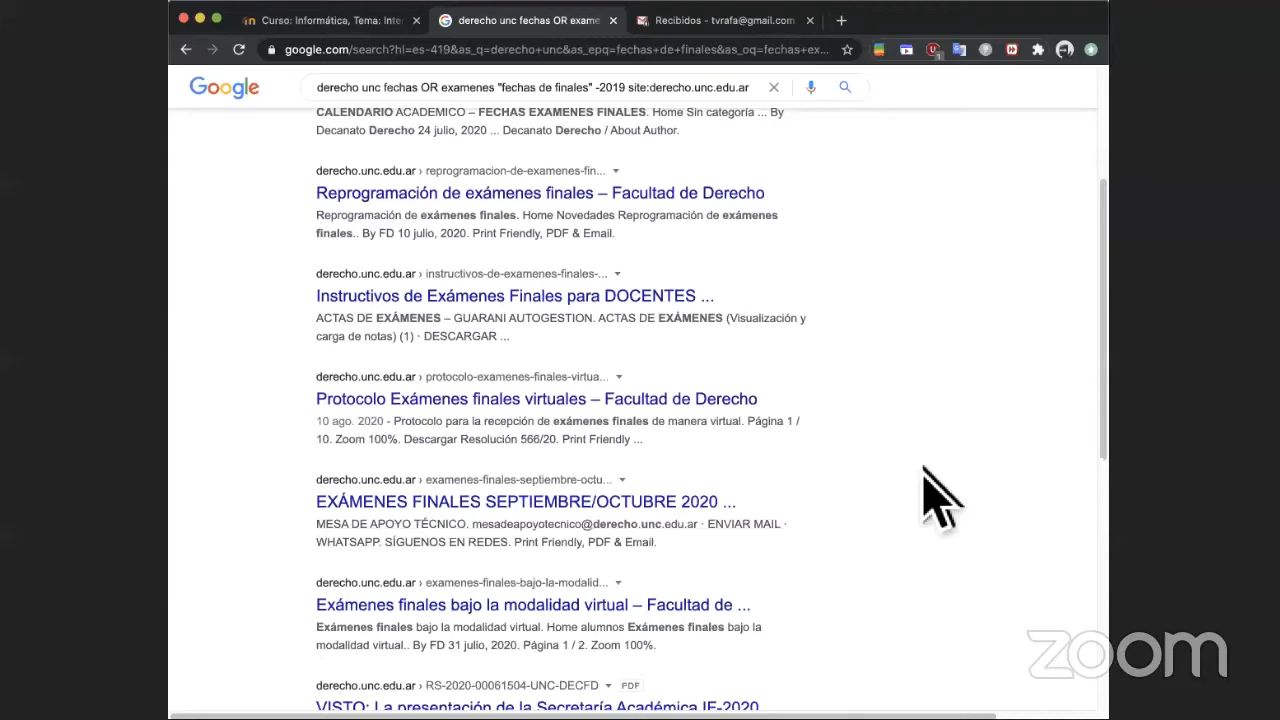 Curso: Informática, Tema: Inter
derecho unc fechas OR exame
Recibidos - tvrafa@gmail.com
google.com/search?hl=es-419&as_q=derecho+unc&as_epq=fechas+de+finales&as_oq=fechas+ex...
Google
derecho unc fechas OR examenes "fechas de finales" -2019 site:derecho.unc.edu.ar
CALENDARIO ACADEMICO – FECHAS EXAMENES FINALES. Home Sin categoría ... By
Decanato Derecho 24 julio, 2020 ... Decanato Derecho / About Author.
derecho.unc.edu.ar › reprogramacion-de-examenes-fin...
Reprogramación de exámenes finales – Facultad de Derecho
Reprogramación de exámenes finales. Home Novedades Reprogramación de exámenes
finales.. By FD 10 julio, 2020. Print Friendly, PDF & Email.
derecho.unc.edu.ar › instructivos-de-examenes-finales-...
Instructivos de Exámenes Finales para DOCENTES ...
ACTAS DE EXÁMENES – GUARANI AUTOGESTION. ACTAS DE EXÁMENES (Visualización y
carga de notas) (1) · DESCARGAR ...
derecho.unc.edu.ar › protocolo-examenes-finales-virtua...
Protocolo Exámenes finales virtuales – Facultad de Derecho
10 ago. 2020 - Protocolo para la recepción de exámenes finales de manera virtual. Página 1 /
10. Zoom 100%. Descargar Resolución 566/20. Print Friendly ...
derecho.unc.edu.ar › examenes-finales-septiembre-octu...
EXÁMENES FINALES SEPTIEMBRE/OCTUBRE 2020 ...
MESA DE APOYO TÉCNICO. mesadeapoyotecnico@derecho.unc.edu.ar · ENVIAR MAIL ·
WHATSAPP. SÍGUENOS EN REDES. Print Friendly, PDF & Email.
derecho.unc.edu.ar › examenes-finales-bajo-la-modalid...
Exámenes finales bajo la modalidad virtual – Facultad de ...
Exámenes finales bajo la modalidad virtual. Home alumnos Exámenes finales bajo la
modalidad virtual.. By FD 31 julio, 2020. Página 1 / 2. Zoom 100%.
derecho.unc.edu.ar › RS-2020-00061504-UNC-DECFD PDF
VISTO: La presentación de la Secretaría Académica IF-2020
zoom